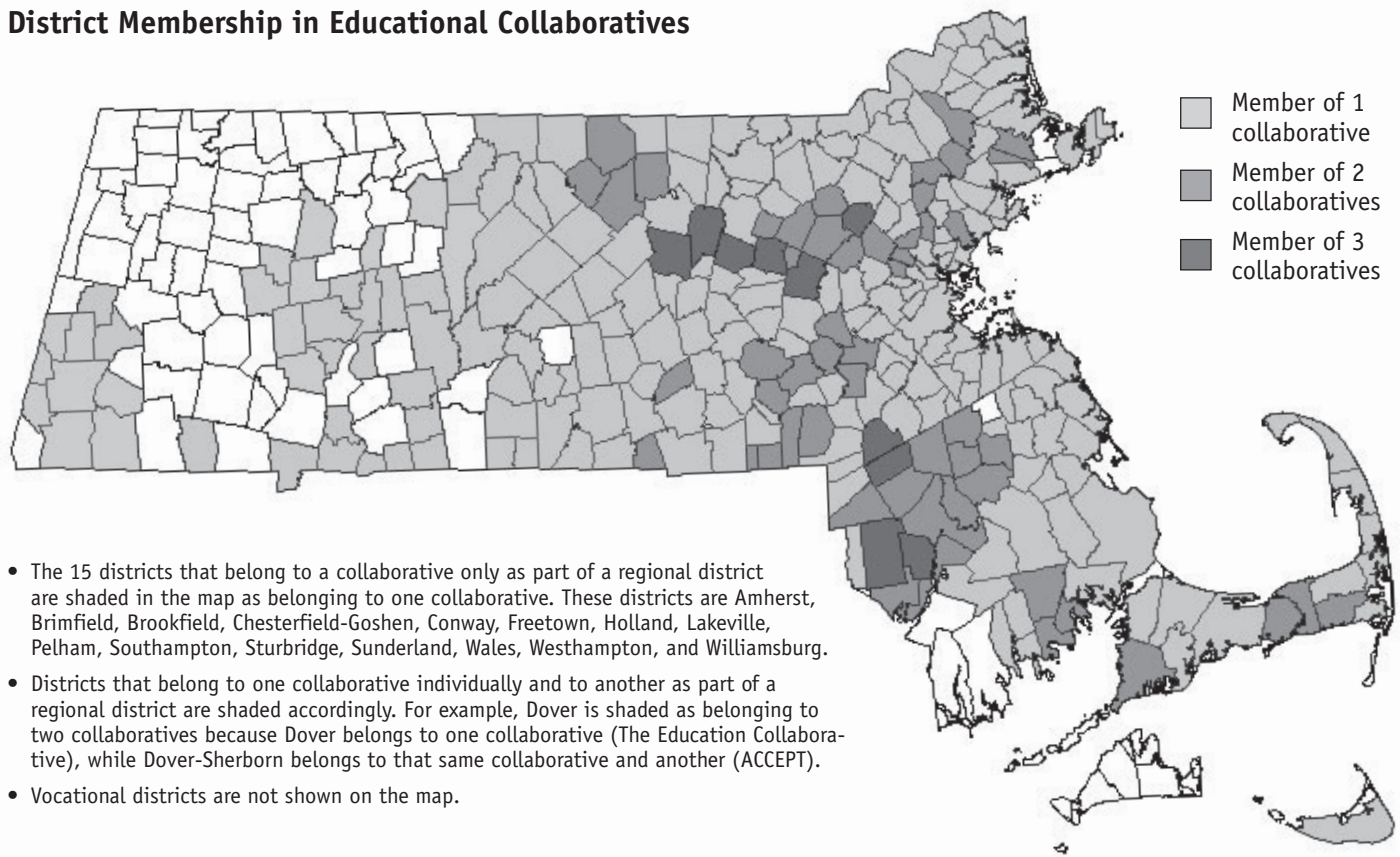 District Membership in Educational Collaboratives
Member of 1
collaborative
Member of 2
collaboratives
Member of 3
collaboratives
• The 15 districts that belong to a collaborative only as part of a regional district
are shaded in the map as belonging to one collaborative. These districts are Amherst,
Brimfield, Brookfield, Chesterfield-Goshen, Conway, Freetown, Holland, Lakeville,
Pelham, Southampton, Sturbridge, Sunderland, Wales, Westhampton, and Williamsburg.
• Districts that belong to one collaborative individually and to another as part of a
regional district are shaded accordingly. For example, Dover is shaded as belonging to
two collaboratives because Dover belongs to one collaborative (The Education Collabora-
tive), while Dover-Sherborn belongs to that same collaborative and another (ACCEPT).
• Vocational districts are not shown on the map.